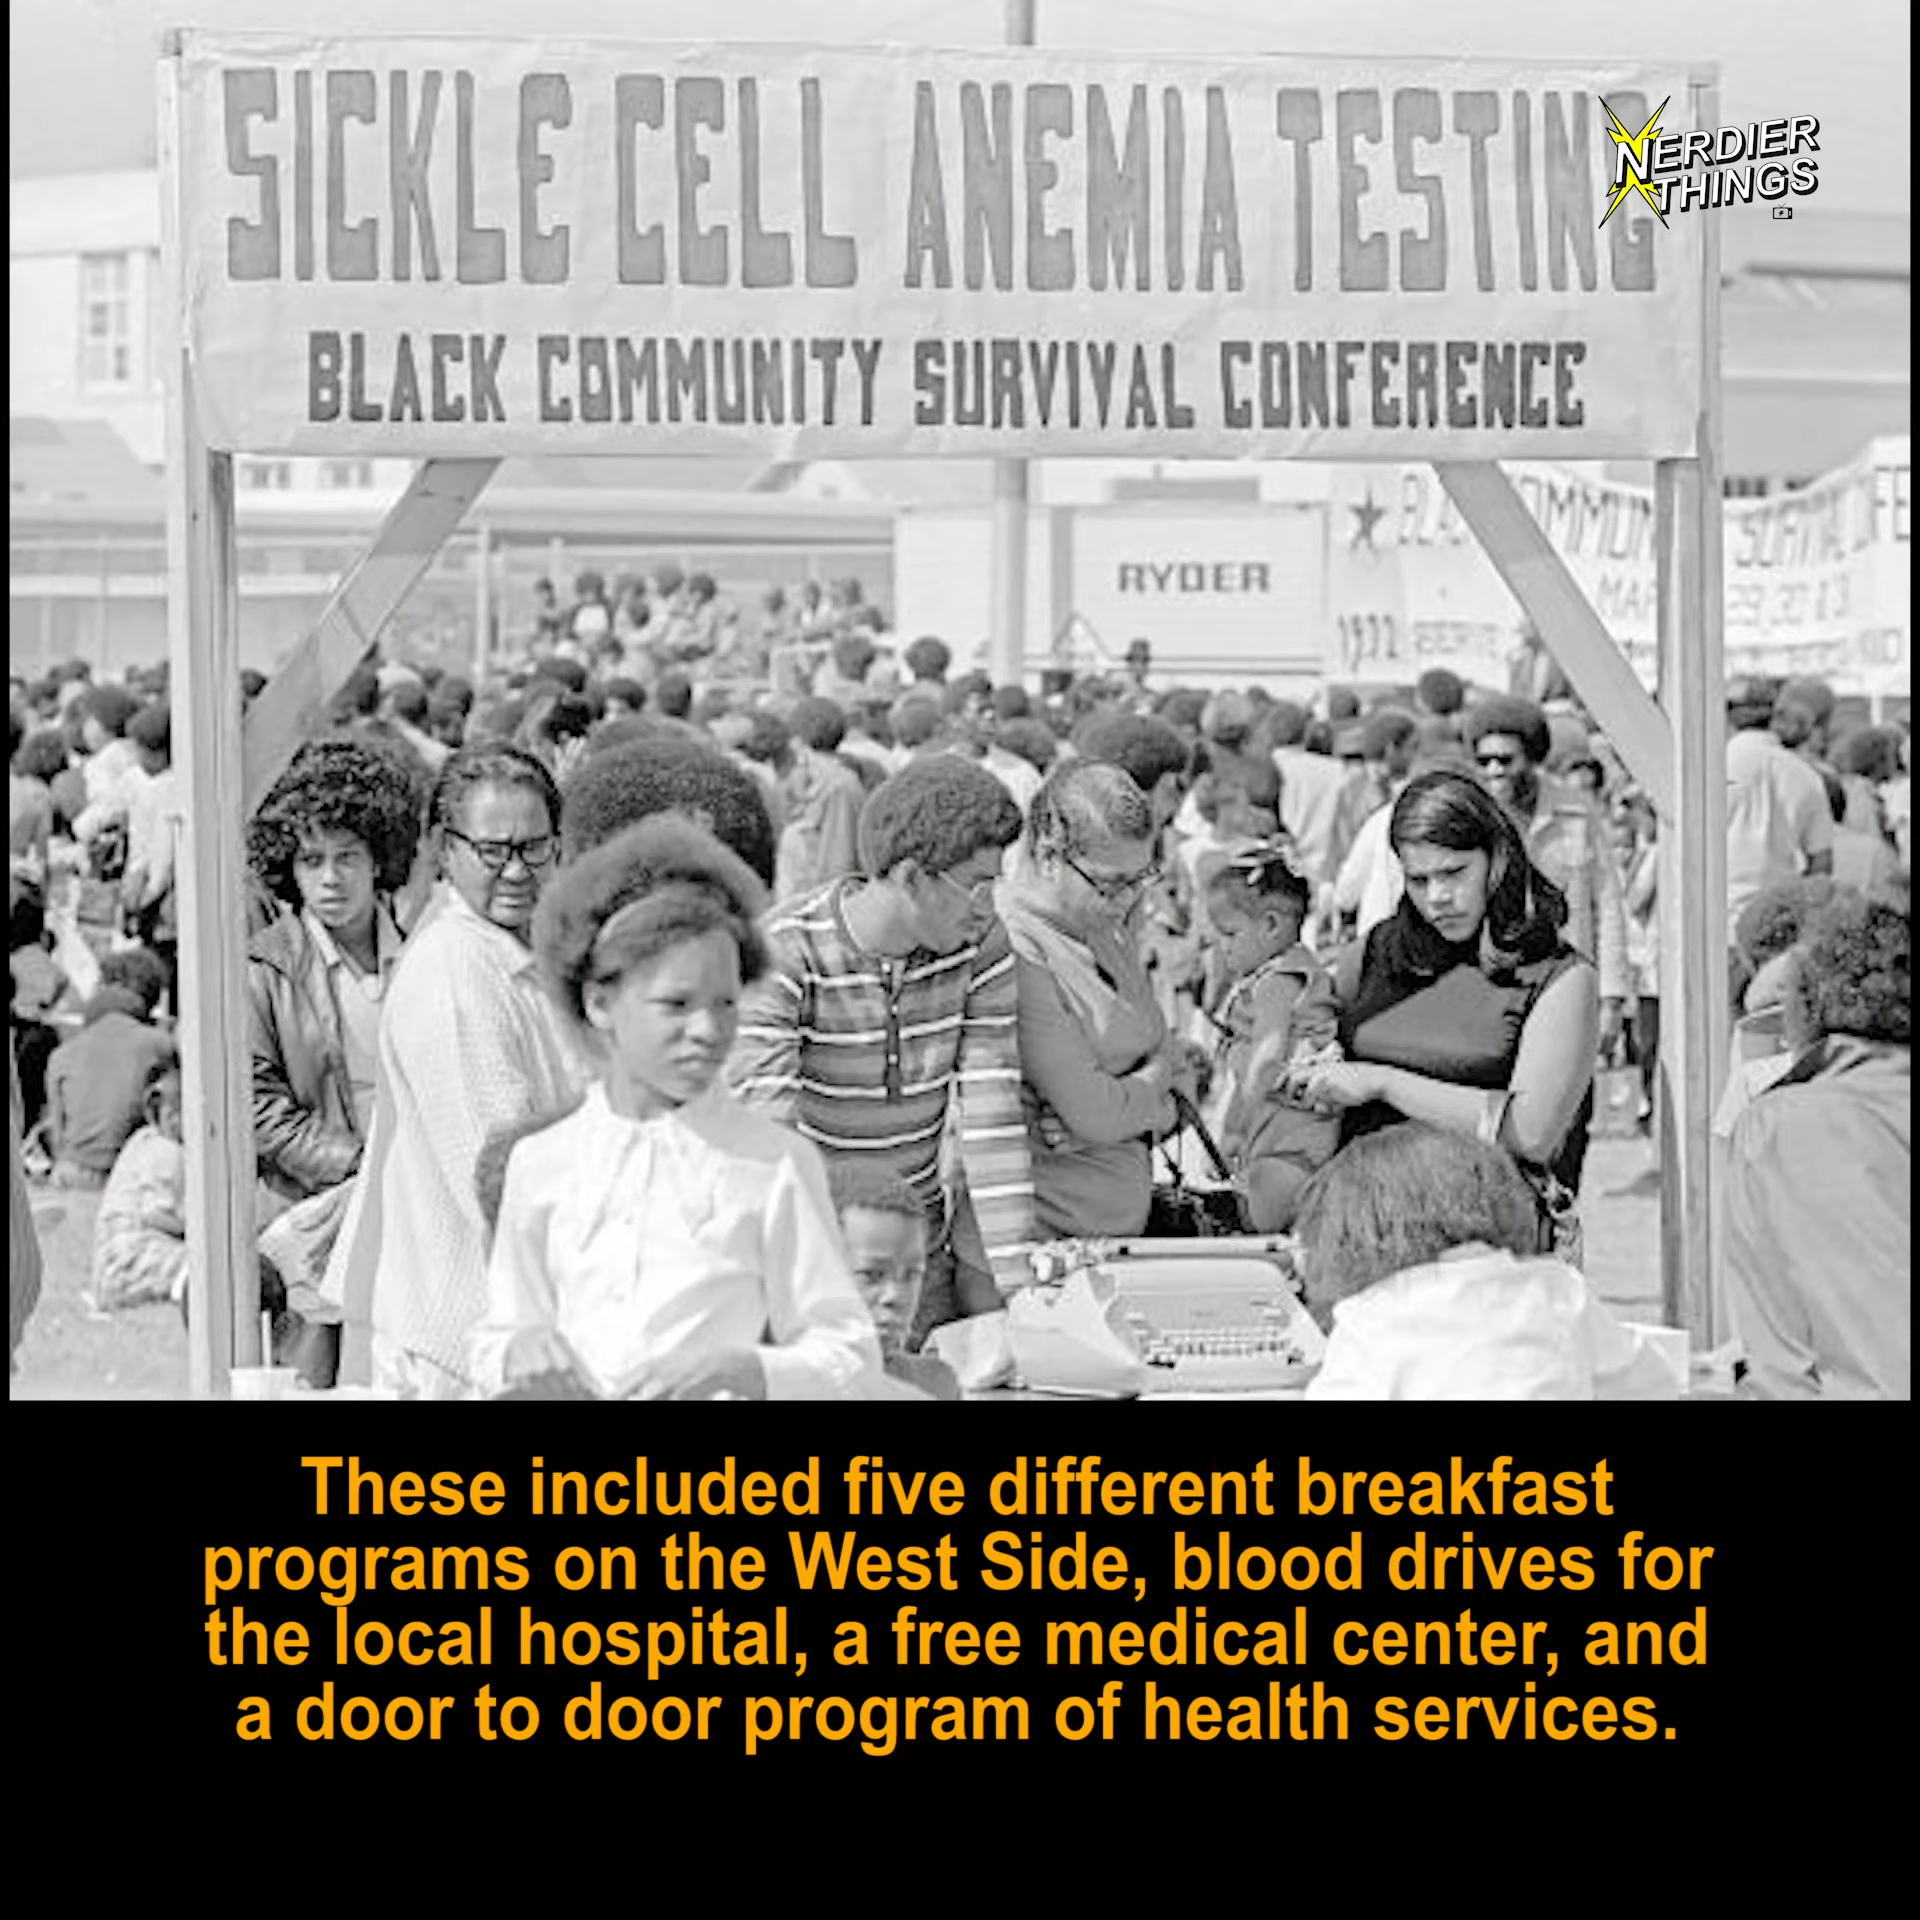 SICKLE CELL ANEMIA TESTING
NERDIER
THINGS
BLACK COMMUNITY SURVIVAL CONFERENCE
RYDER
These included five different breakfast
programs on the West Side, blood drives for
the local hospital, a free medical center, and
a door to door program of health services.